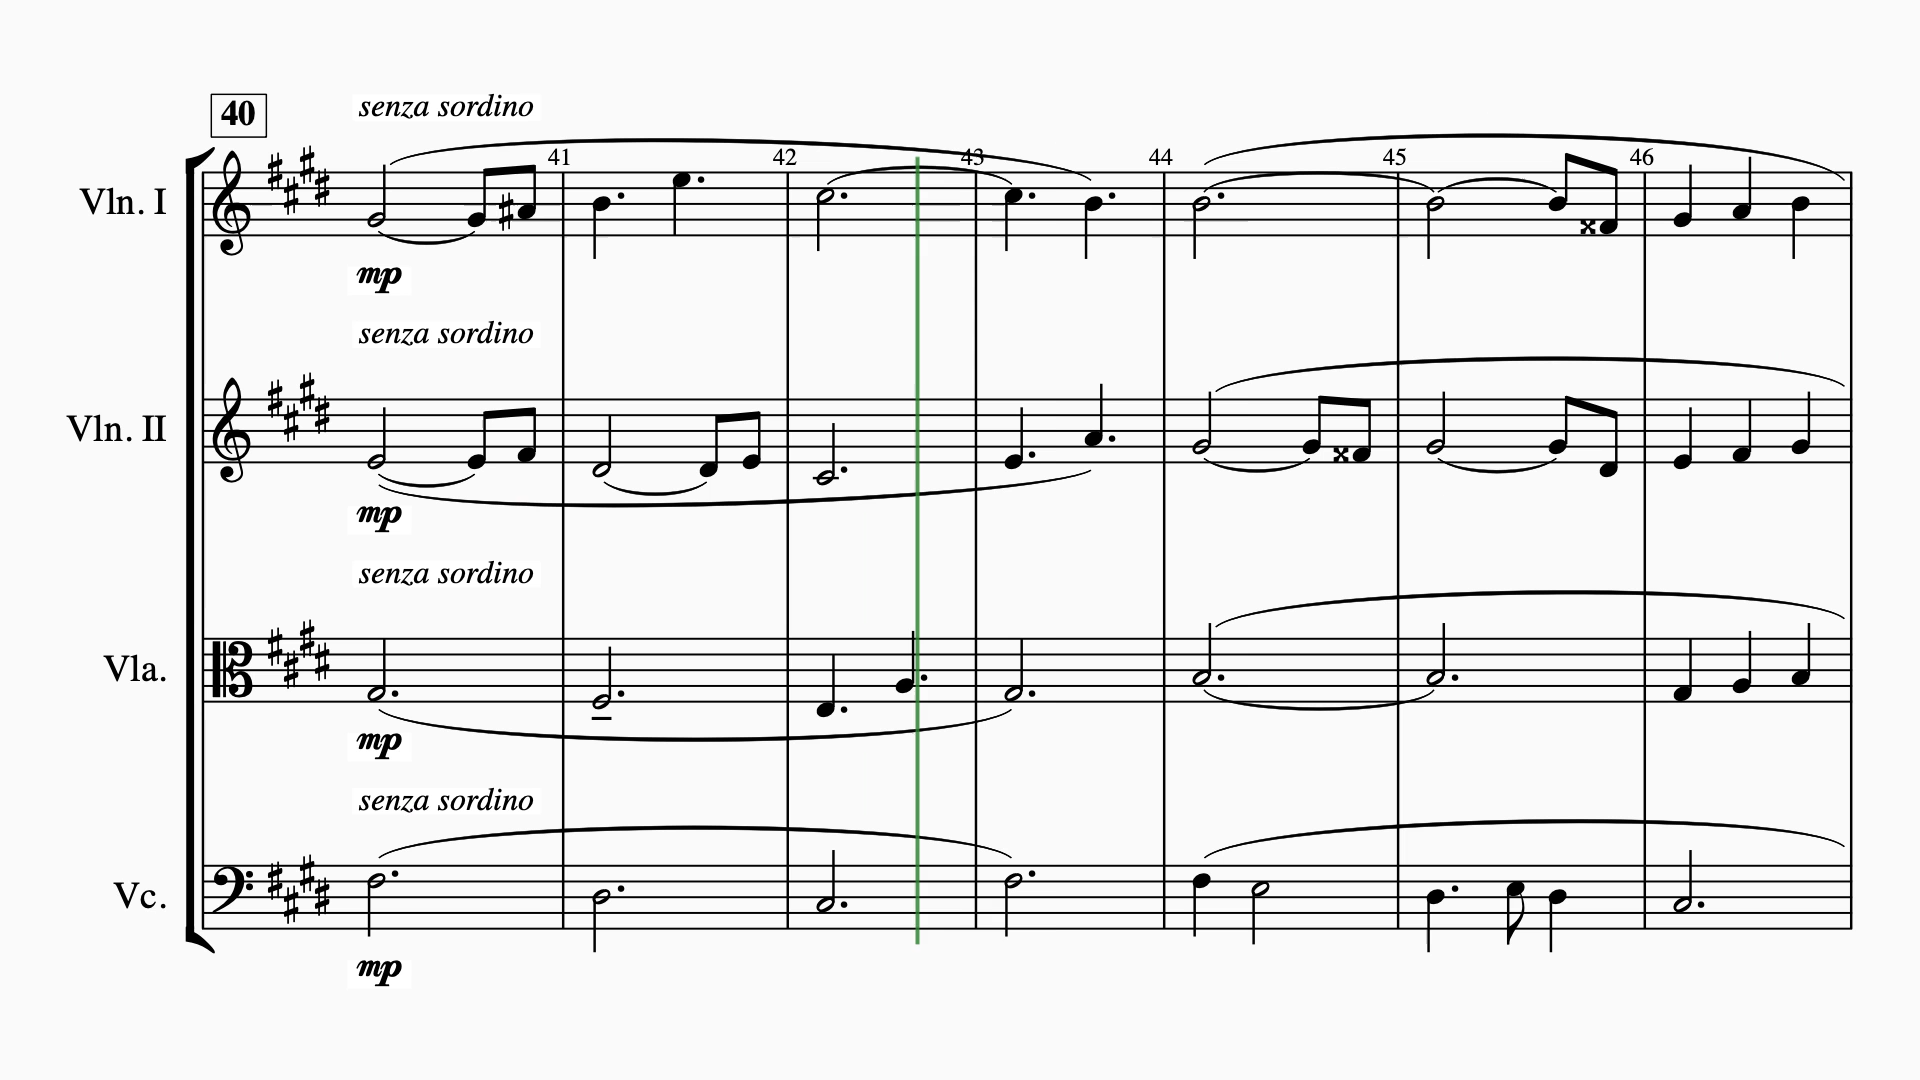 senza sordino
40
41 42 43 44 45 46
Vln. I
mp
senza sordino
Vln. II
mp
senza sordino
Vla.
mp
senza sordino
Vc.
mp